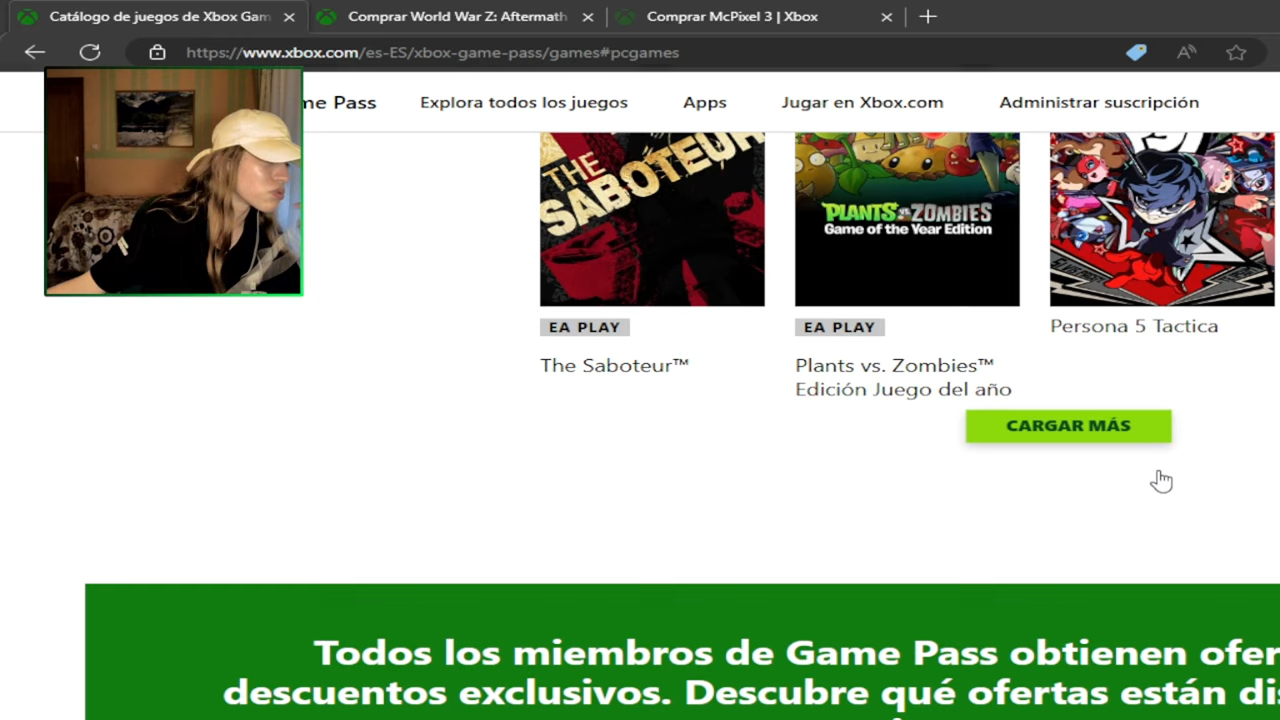 Catálogo de juegos de Xbox Gam
Comprar World War Z: Aftermath
Comprar McPixel 3 | Xbox
https://www.xbox.com/es-ES/xbox-game-pass/games#pcgames
me Pass
Explora todos los juegos
Apps
Jugar en Xbox.com
Administrar suscripción
THE
SABOTEUR
PLANTS vs. ZOMBIES
Game of the Year Edition
EA PLAY
The Saboteur™
EA PLAY
Plants vs. Zombies™
Edición Juego del año
Persona 5 Tactica
CARGAR MÁS
Todos los miembros de Game Pass obtienen ofer
descuentos exclusivos. Descubre qué ofertas están dis